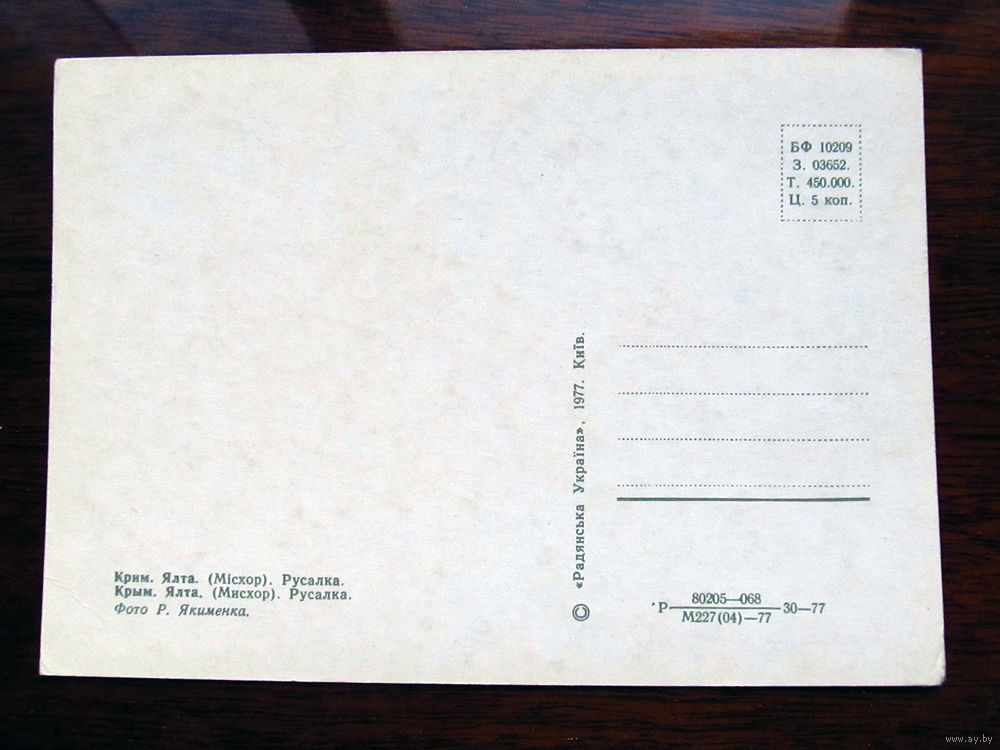 БФ 10209
З. 03652.
Т. 450.000.
Ц. 5 коп.
© «Радянська Україна», 1977. Київ.
Крим. Ялта. (Місхор). Русалка.
Крым. Ялта. (Мисхор). Русалка.
Фото Р. Якименка.
Р 80205—068 30—77
М227(04)—77
www.ay.by